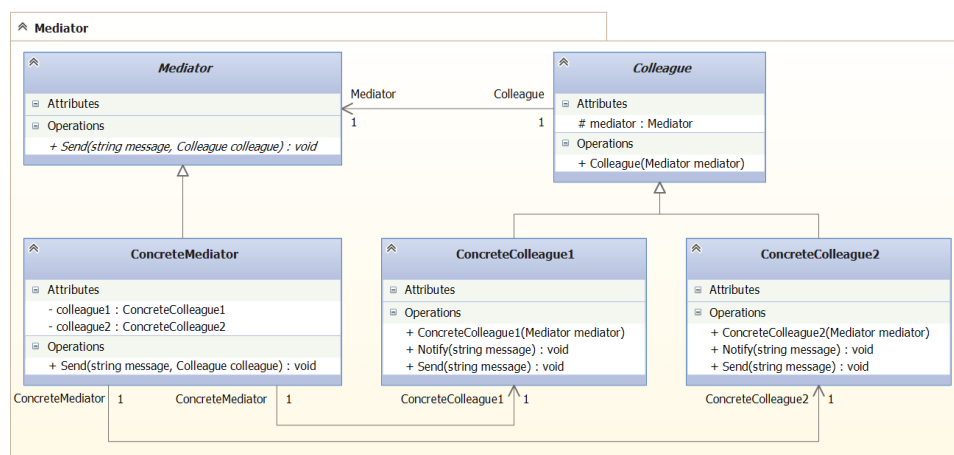 Mediator
Mediator
Attributes
Operations
+ Send(string message, Colleague colleague) : void
Mediator
Colleague
1
1
Colleague
Attributes
# mediator : Mediator
Operations
+ Colleague(Mediator mediator)
ConcreteMediator
Attributes
- colleague1 : ConcreteColleague1
- colleague2 : ConcreteColleague2
Operations
+ Send(string message, Colleague colleague) : void
ConcreteColleague1
Attributes
Operations
+ ConcreteColleague1(Mediator mediator)
+ Notify(string message) : void
+ Send(string message) : void
ConcreteColleague2
Attributes
Operations
+ ConcreteColleague2(Mediator mediator)
+ Notify(string message) : void
+ Send(string message) : void
ConcreteMediator 1
ConcreteMediator 1
ConcreteColleague1 1
ConcreteColleague2 1